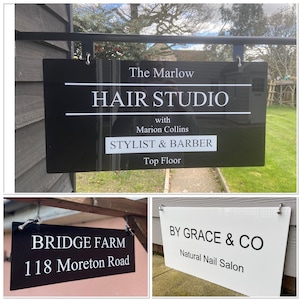 The Marlow
HAIR STUDIO
with
Marion Collins
STYLIST & BARBER
Top Floor
BRIDGE FARM
118 Moreton Road
BY GRACE & CO
Natural Nail Salon